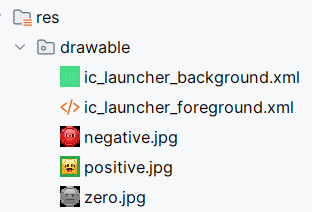 res
drawable
ic_launcher_background.xml
ic_launcher_foreground.xml
negative.jpg
positive.jpg
zero.jpg